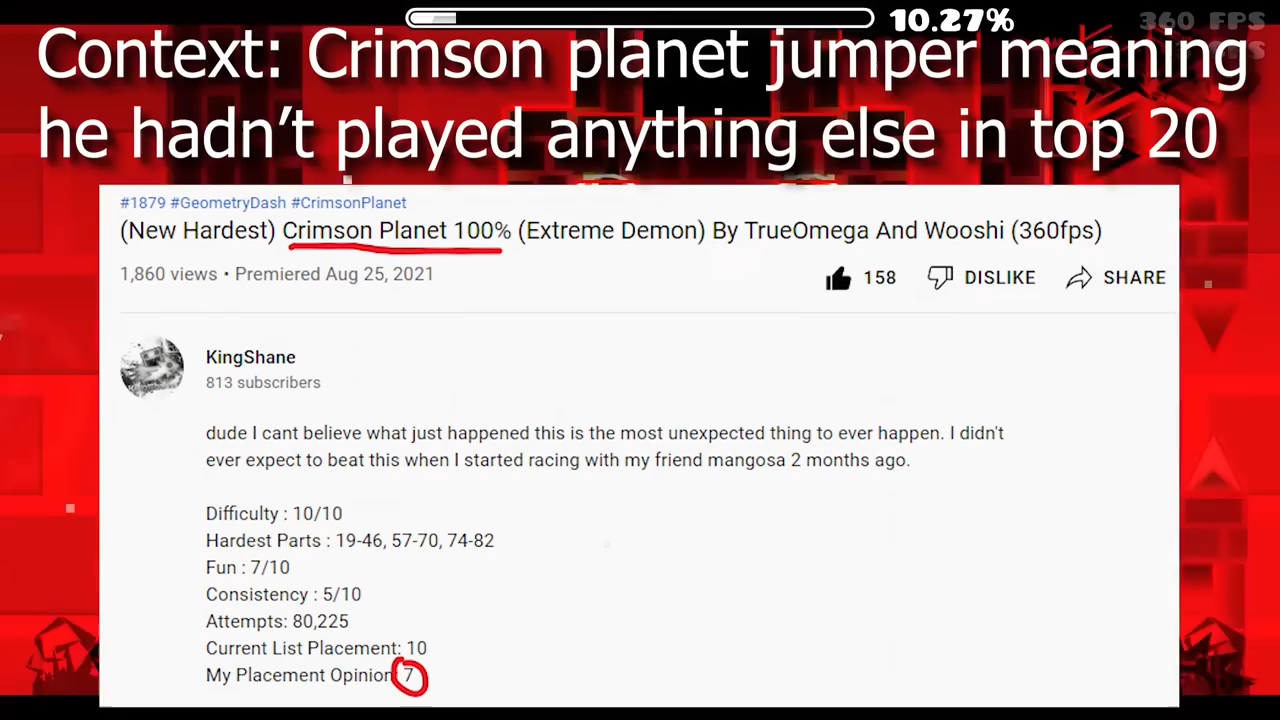 10.27%
360 FPS
Context: Crimson planet jumper meaning
he hadn't played anything else in top 20
#1879 #GeometryDash #CrimsonPlanet
(New Hardest) Crimson Planet 100% (Extreme Demon) By TrueOmega And Wooshi (360fps)
1,860 views • Premiered Aug 25, 2021
158 DISLIKE SHARE
KingShane
813 subscribers
dude I cant believe what just happened this is the most unexpected thing to ever happen. I didn't
ever expect to beat this when I started racing with my friend mangosa 2 months ago.
Difficulty : 10/10
Hardest Parts : 19-46, 57-70, 74-82
Fun : 7/10
Consistency : 5/10
Attempts: 80,225
Current List Placement: 10
My Placement Opinion 7